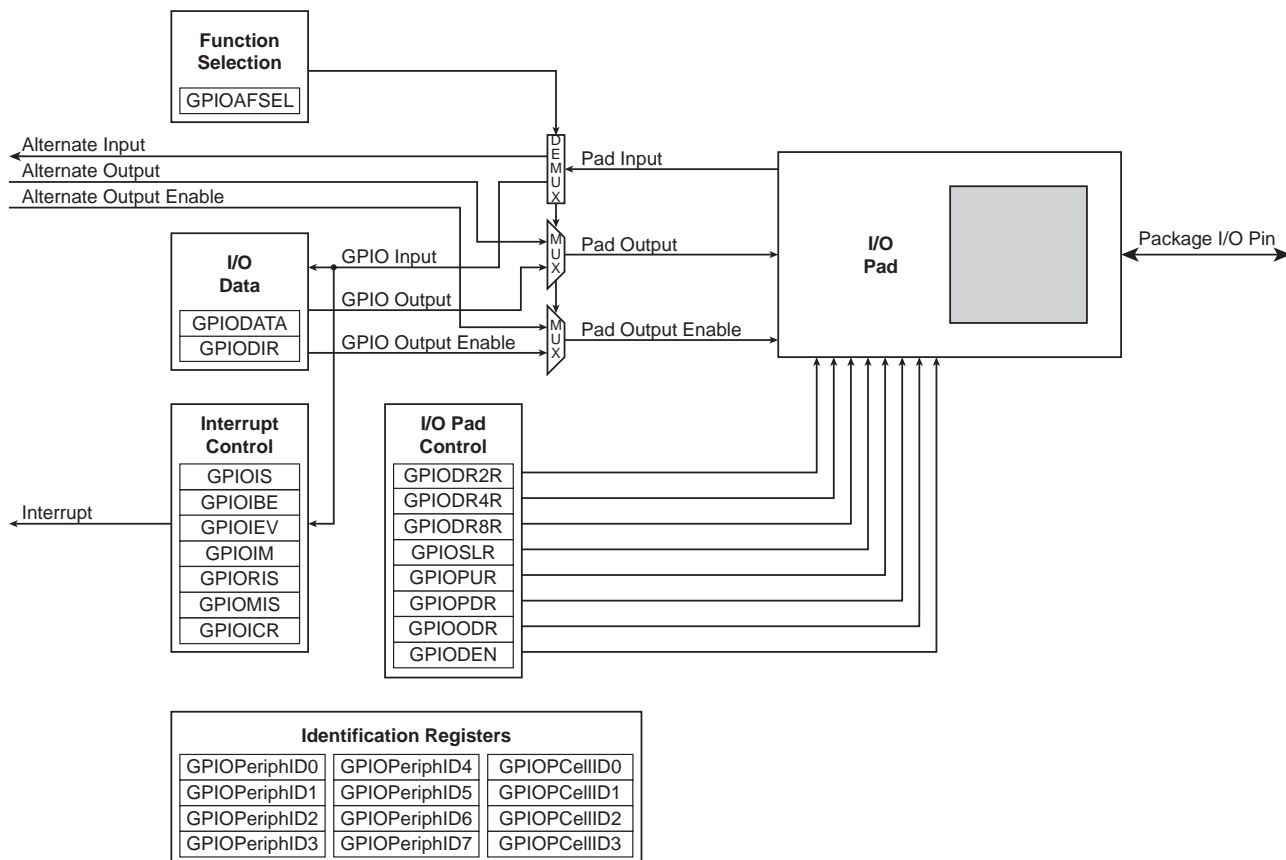 Function
Selection
GPIOAFSEL
Alternate Input
Alternate Output
Alternate Output Enable
DEMUX
Pad Input
MUX
Pad Output
MUX
Pad Output Enable
I/O
Pad
Package I/O Pin
I/O
Data
GPIODATA
GPIODIR
GPIO Input
GPIO Output
GPIO Output Enable
Interrupt
Control
GPIOIS
GPIOIBE
GPIOIEV
GPIOIM
GPIORIS
GPIOMIS
GPIOICR
Interrupt
I/O Pad
Control
GPIODR2R
GPIODR4R
GPIODR8R
GPIOSLR
GPIOPUR
GPIOPDR
GPIOODR
GPIODEN
Identification Registers
GPIOPeriphID0 GPIOPeriphID4 GPIOPCellID0
GPIOPeriphID1 GPIOPeriphID5 GPIOPCellID1
GPIOPeriphID2 GPIOPeriphID6 GPIOPCellID2
GPIOPeriphID3 GPIOPeriphID7 GPIOPCellID3